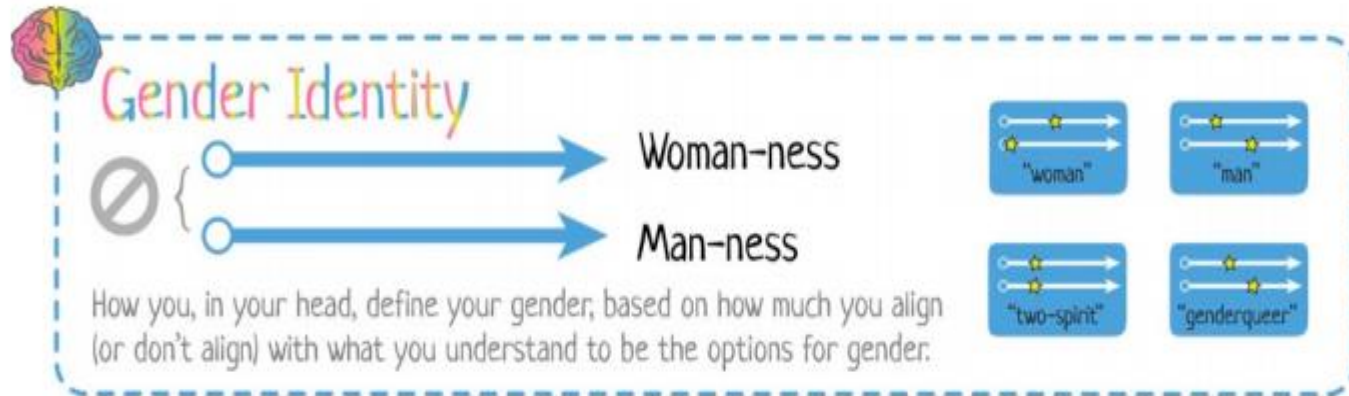 Gender Identity
Woman-ness
Man-ness
How you, in your head, define your gender, based on how much you align
(or don't align) with what you understand to be the options for gender.
"woman"
"man"
"two-spirit"
"genderqueer"